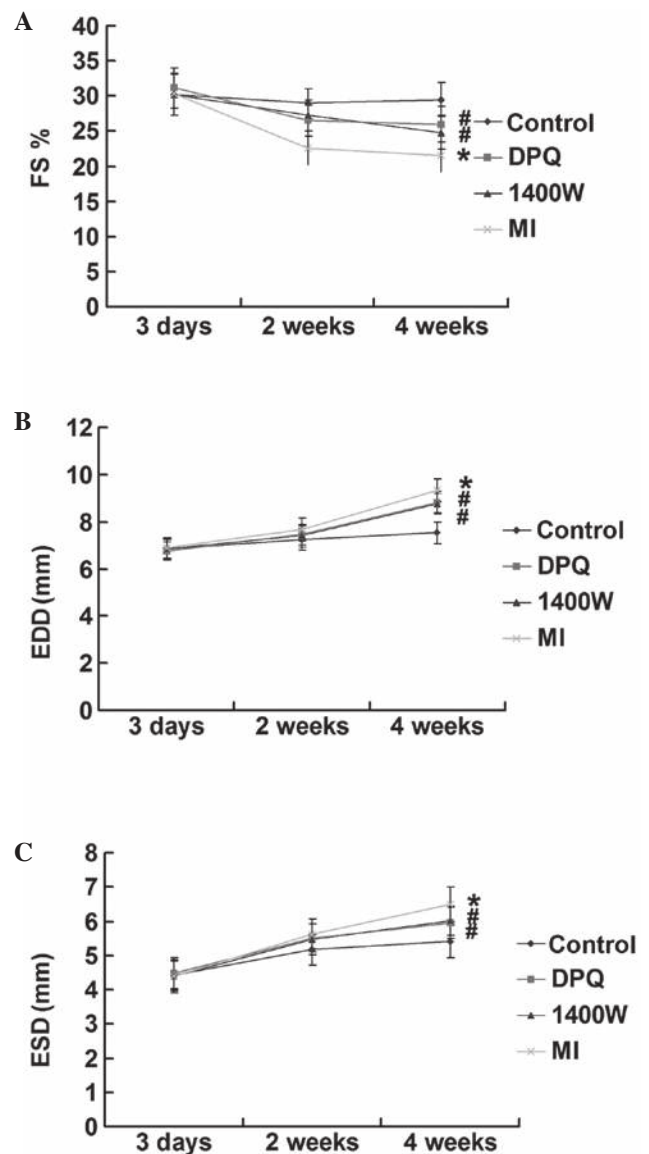 A
40
35
30
25
20
15
10
5
0
FS %
3 days 2 weeks 4 weeks
#
#
*
Control
DPQ
1400W
MI
B
12
10
8
6
4
2
0
EDD (mm)
3 days 2 weeks 4 weeks
*
#
#
Control
DPQ
1400W
MI
C
8
7
6
5
4
3
2
1
0
ESD (mm)
3 days 2 weeks 4 weeks
*
#
#
Control
DPQ
1400W
MI